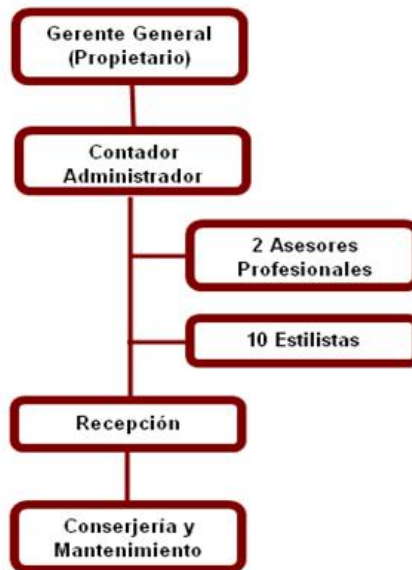 Gerente General
(Propietario)
Contador
Administrador
2 Asesores
Profesionales
10 Estilistas
Recepción
Conserjería y
Mantenimiento